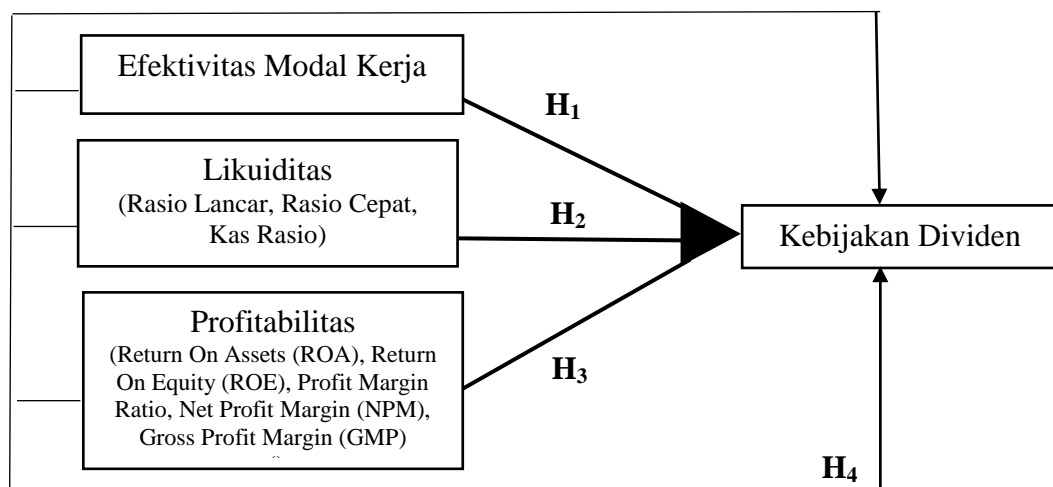 Efektivitas Modal Kerja
H1
Likuiditas
(Rasio Lancar, Rasio Cepat,
Kas Rasio)
H2
Kebijakan Dividen
Profitabilitas
(Return On Assets (ROA), Return
On Equity (ROE), Profit Margin
Ratio, Net Profit Margin (NPM),
Gross Profit Margin (GMP)
H3
H4